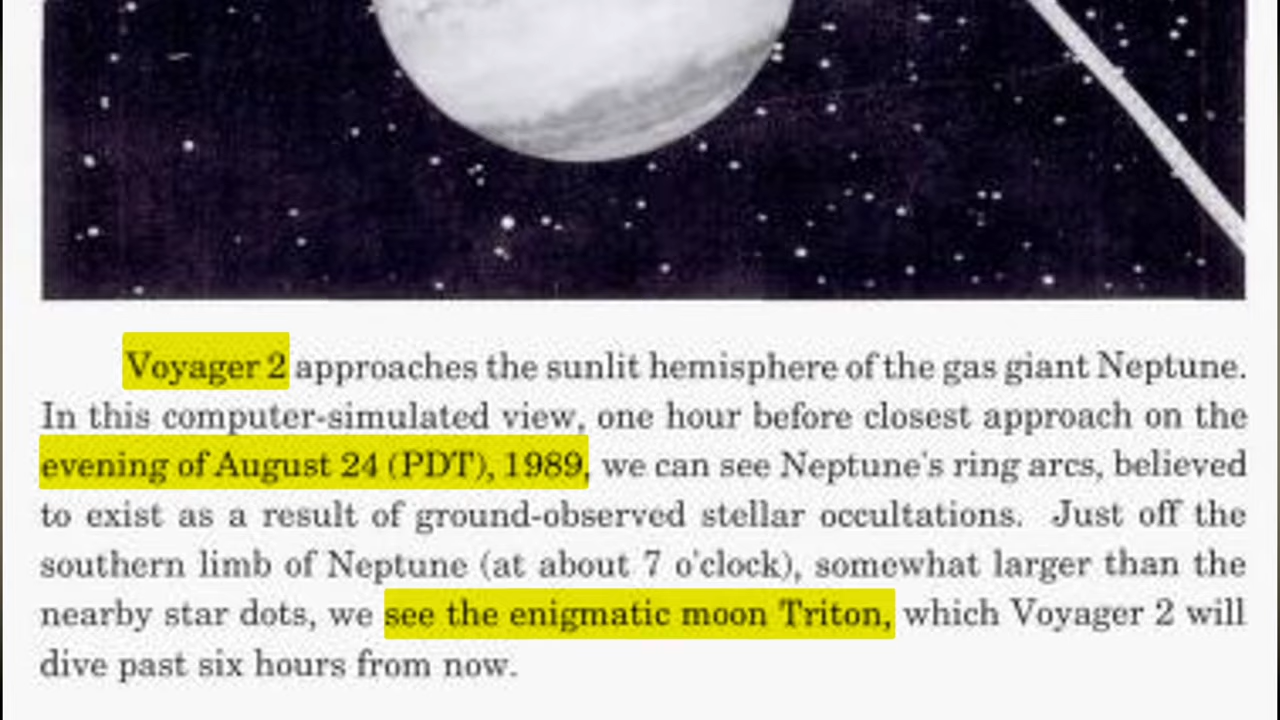 Voyager 2 approaches the sunlit hemisphere of the gas giant Neptune.
In this computer-simulated view, one hour before closest approach on the
evening of August 24 (PDT), 1989, we can see Neptune's ring arcs, believed
to exist as a result of ground-observed stellar occultations. Just off the
southern limb of Neptune (at about 7 o'clock), somewhat larger than the
nearby star dots, we see the enigmatic moon Triton, which Voyager 2 will
dive past six hours from now.